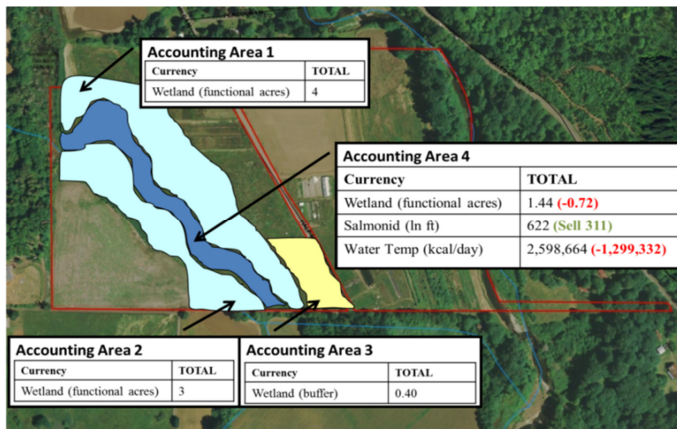 Accounting Area 1
Currency TOTAL
Wetland (functional acres) 4
Accounting Area 4
Currency TOTAL
Wetland (functional acres) 1.44 (-0.72)
Salmonid (ln ft) 622 (Sell 311)
Water Temp (kcal/day) 2,598,664 (-1,299,332)
Accounting Area 2
Currency TOTAL
Wetland (functional acres) 3
Accounting Area 3
Currency TOTAL
Wetland (buffer) 0.40